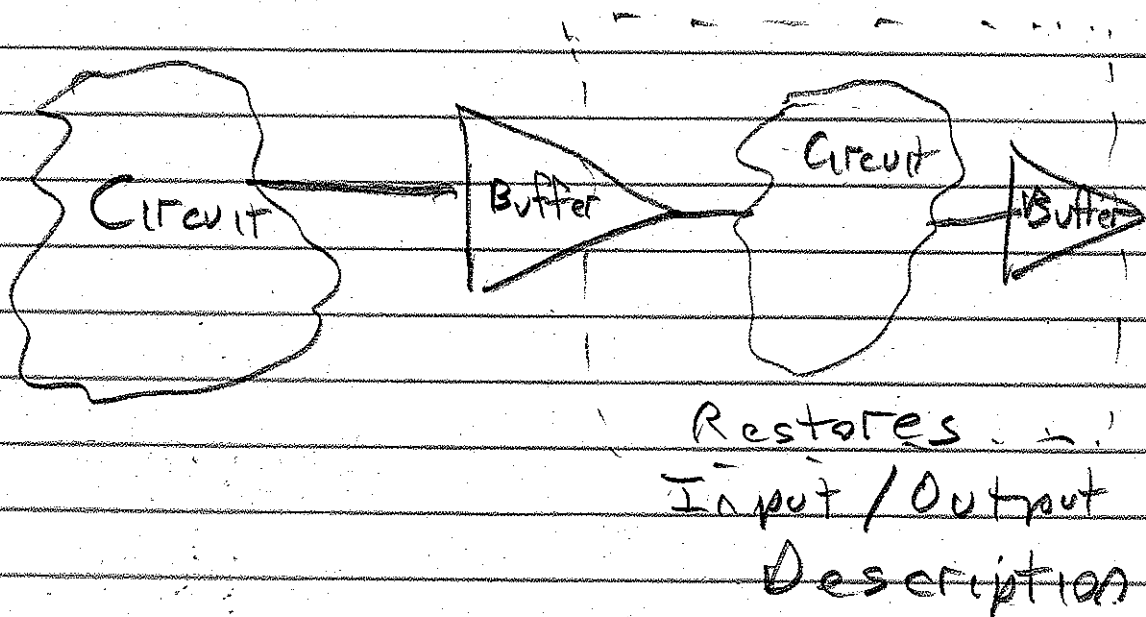 Circuit
Buffer
Circuit
Buffer
Restores
Input / Output
Description